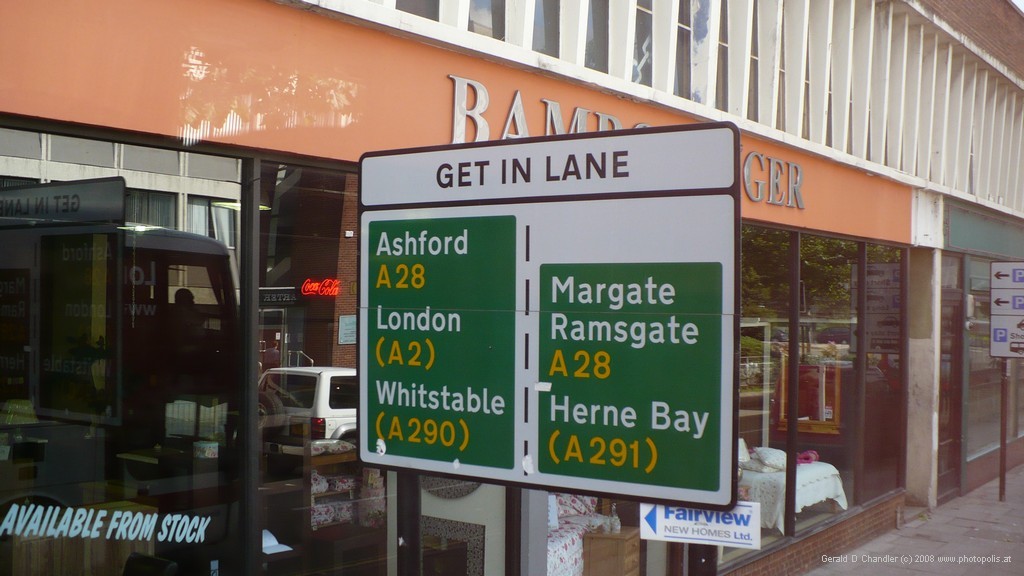 GET IN LANE
Ashford
A28
London
(A2)
Whitstable
(A290)
Margate
Ramsgate
A28
Herne Bay
(A291)
Coca-Cola
AVAILABLE FROM STOCK
Fairview
NEW HOMES Ltd.
P
P
P
Gerald D Chandler (c) 2008 www.photopolis.at